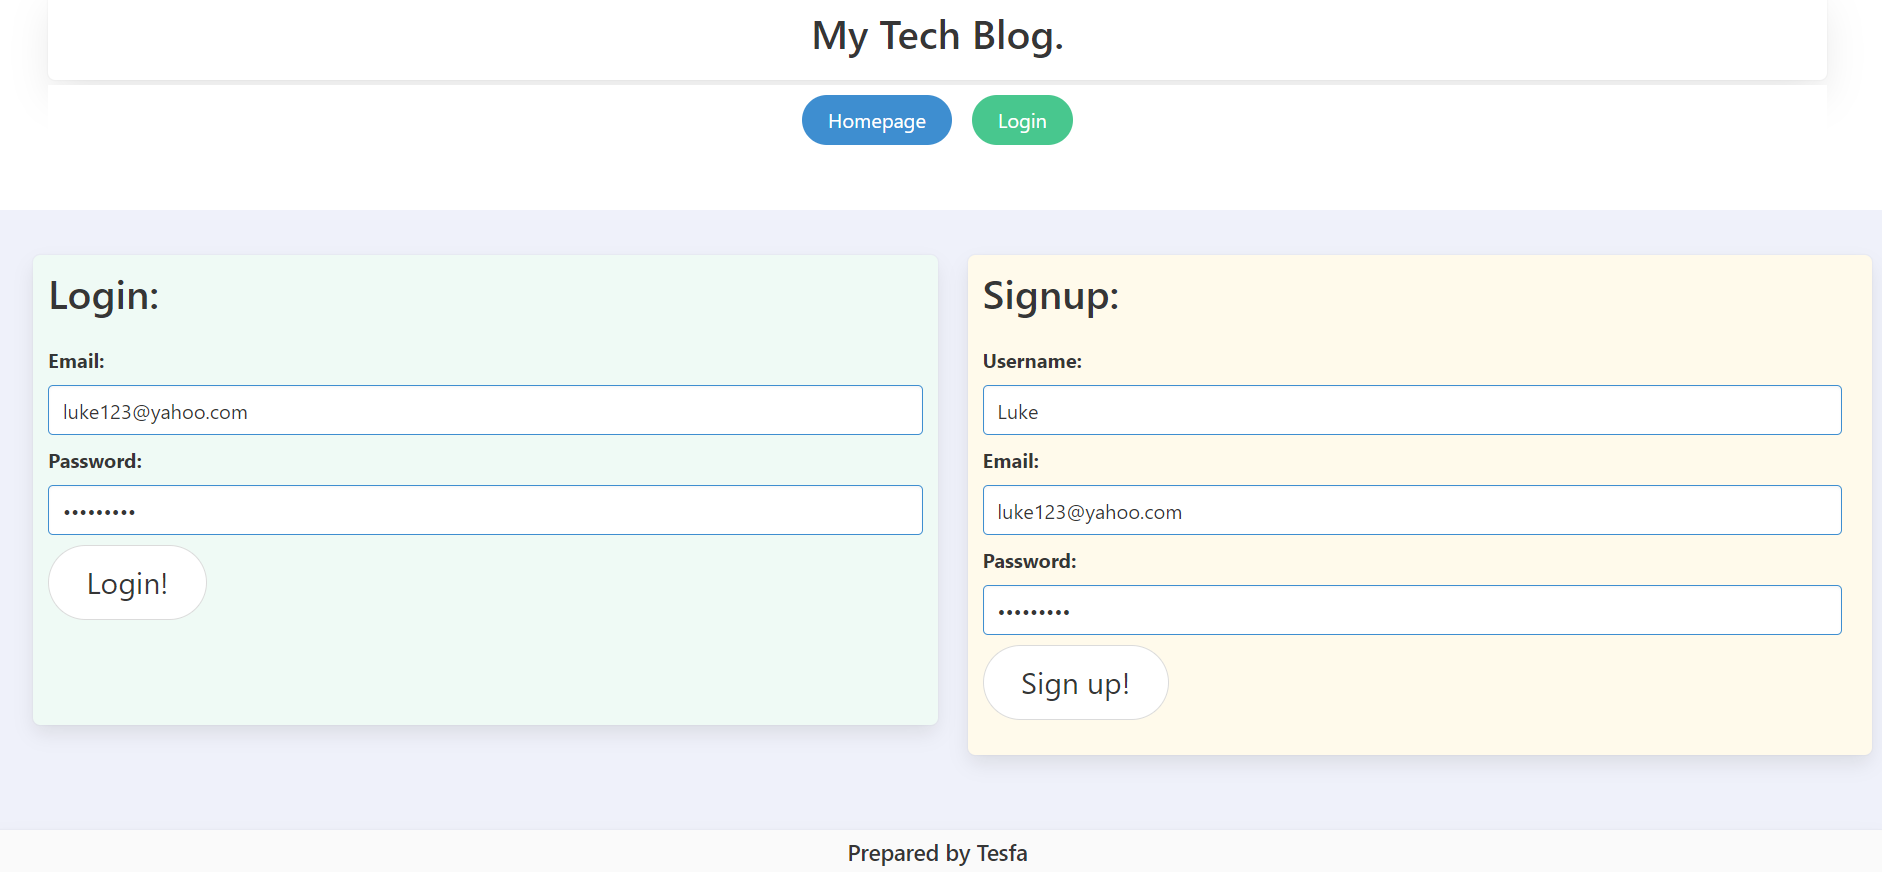 My Tech Blog.
Homepage Login
Login:
Email:
luke123@yahoo.com
Password:
•••••••••
Login!
Signup:
Username:
Luke
Email:
luke123@yahoo.com
Password:
•••••••••
Sign up!
Prepared by Tesfa